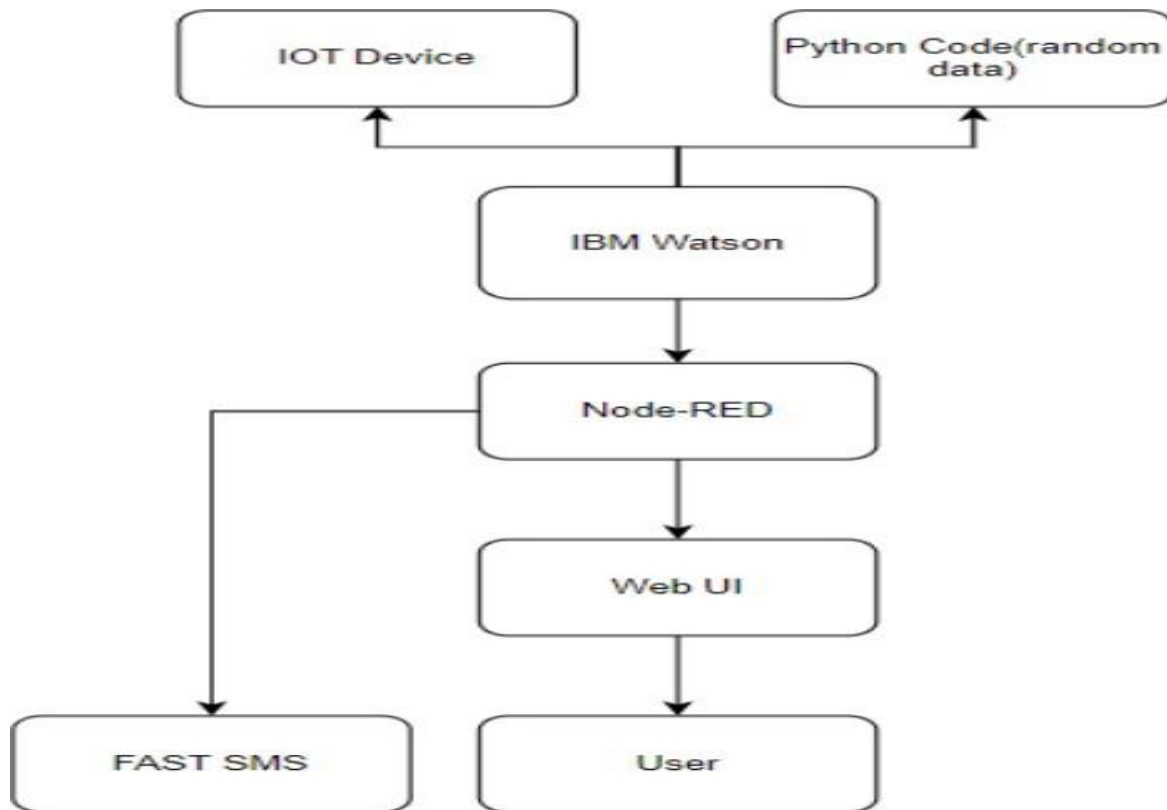 IOT Device
Python Code(random
data)
IBM Watson
Node-RED
Web UI
FAST SMS
User